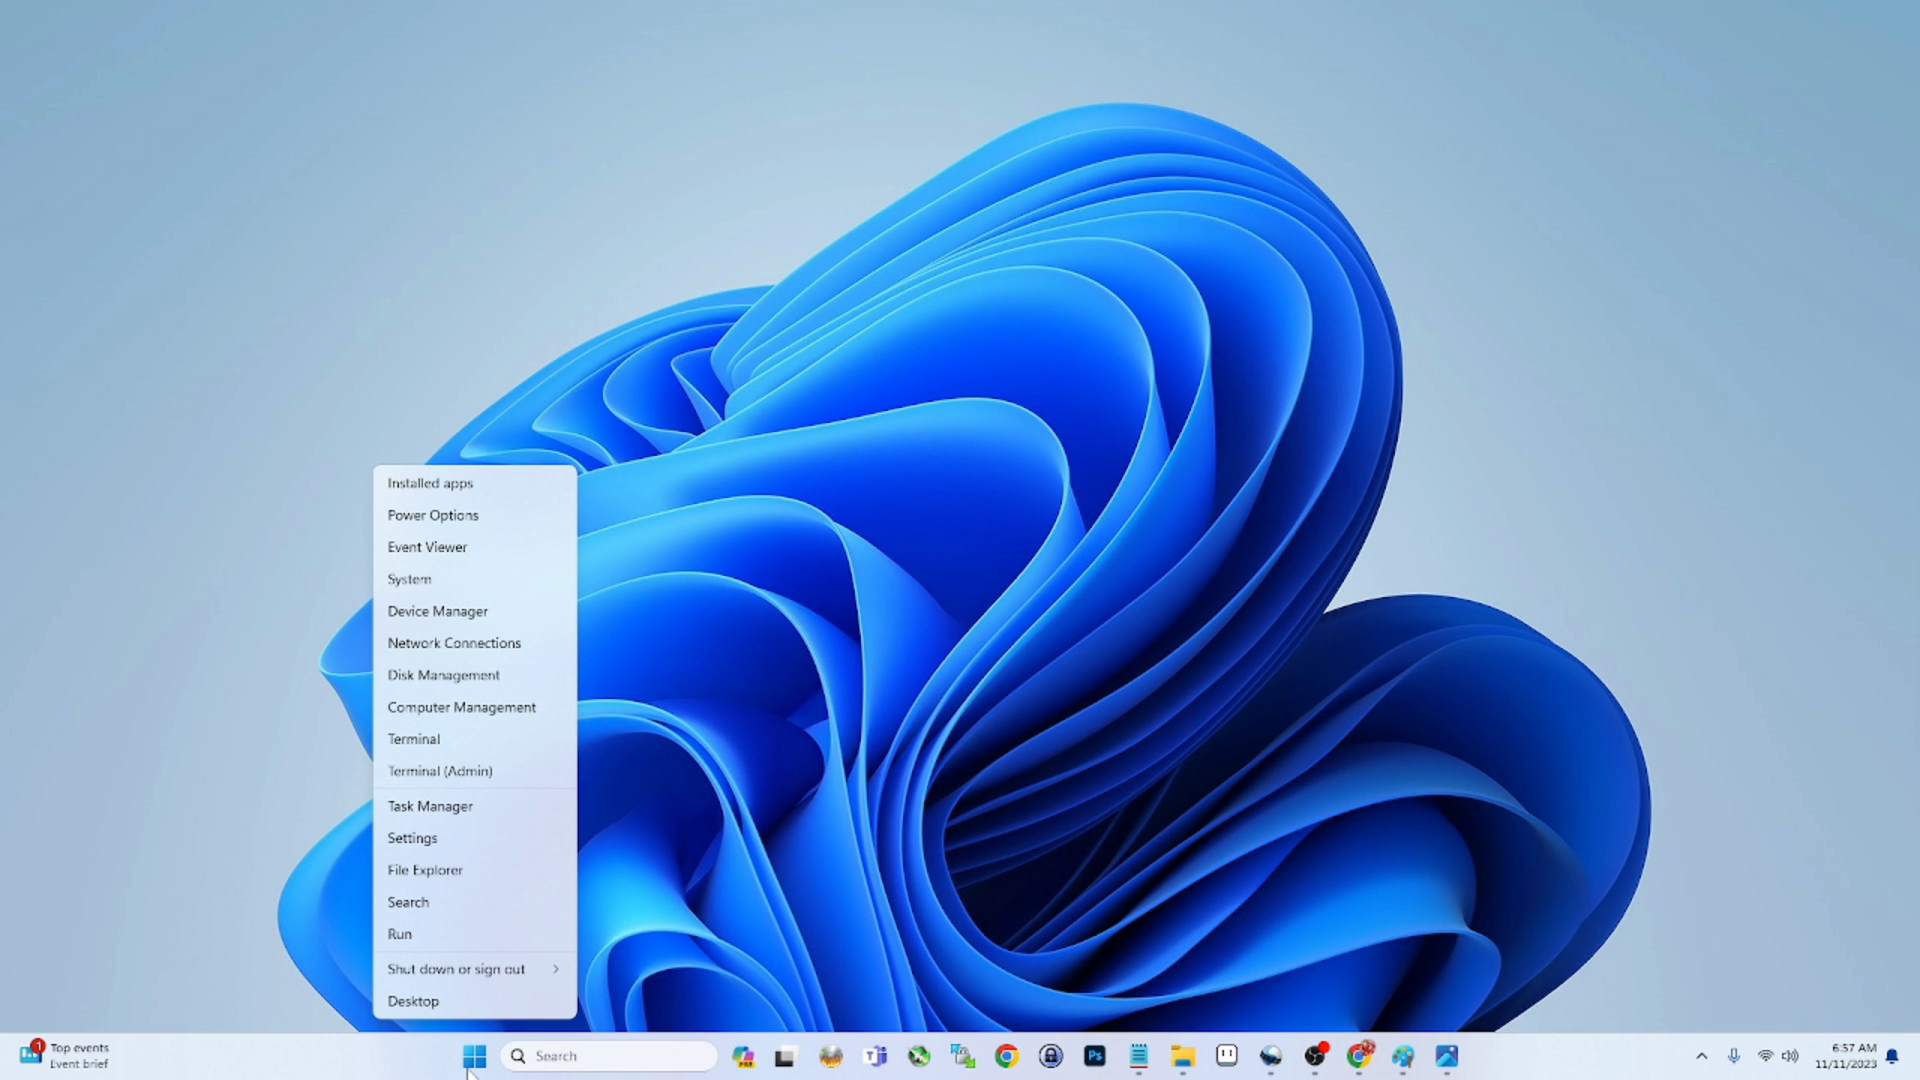 Installed apps
Power Options
Event Viewer
System
Device Manager
Network Connections
Disk Management
Computer Management
Terminal
Terminal (Admin)
Task Manager
Settings
File Explorer
Search
Run
Shut down or sign out
Desktop
1
Top events
Event brief
Search
PRE
Ps
6:57 AM
11/11/2023